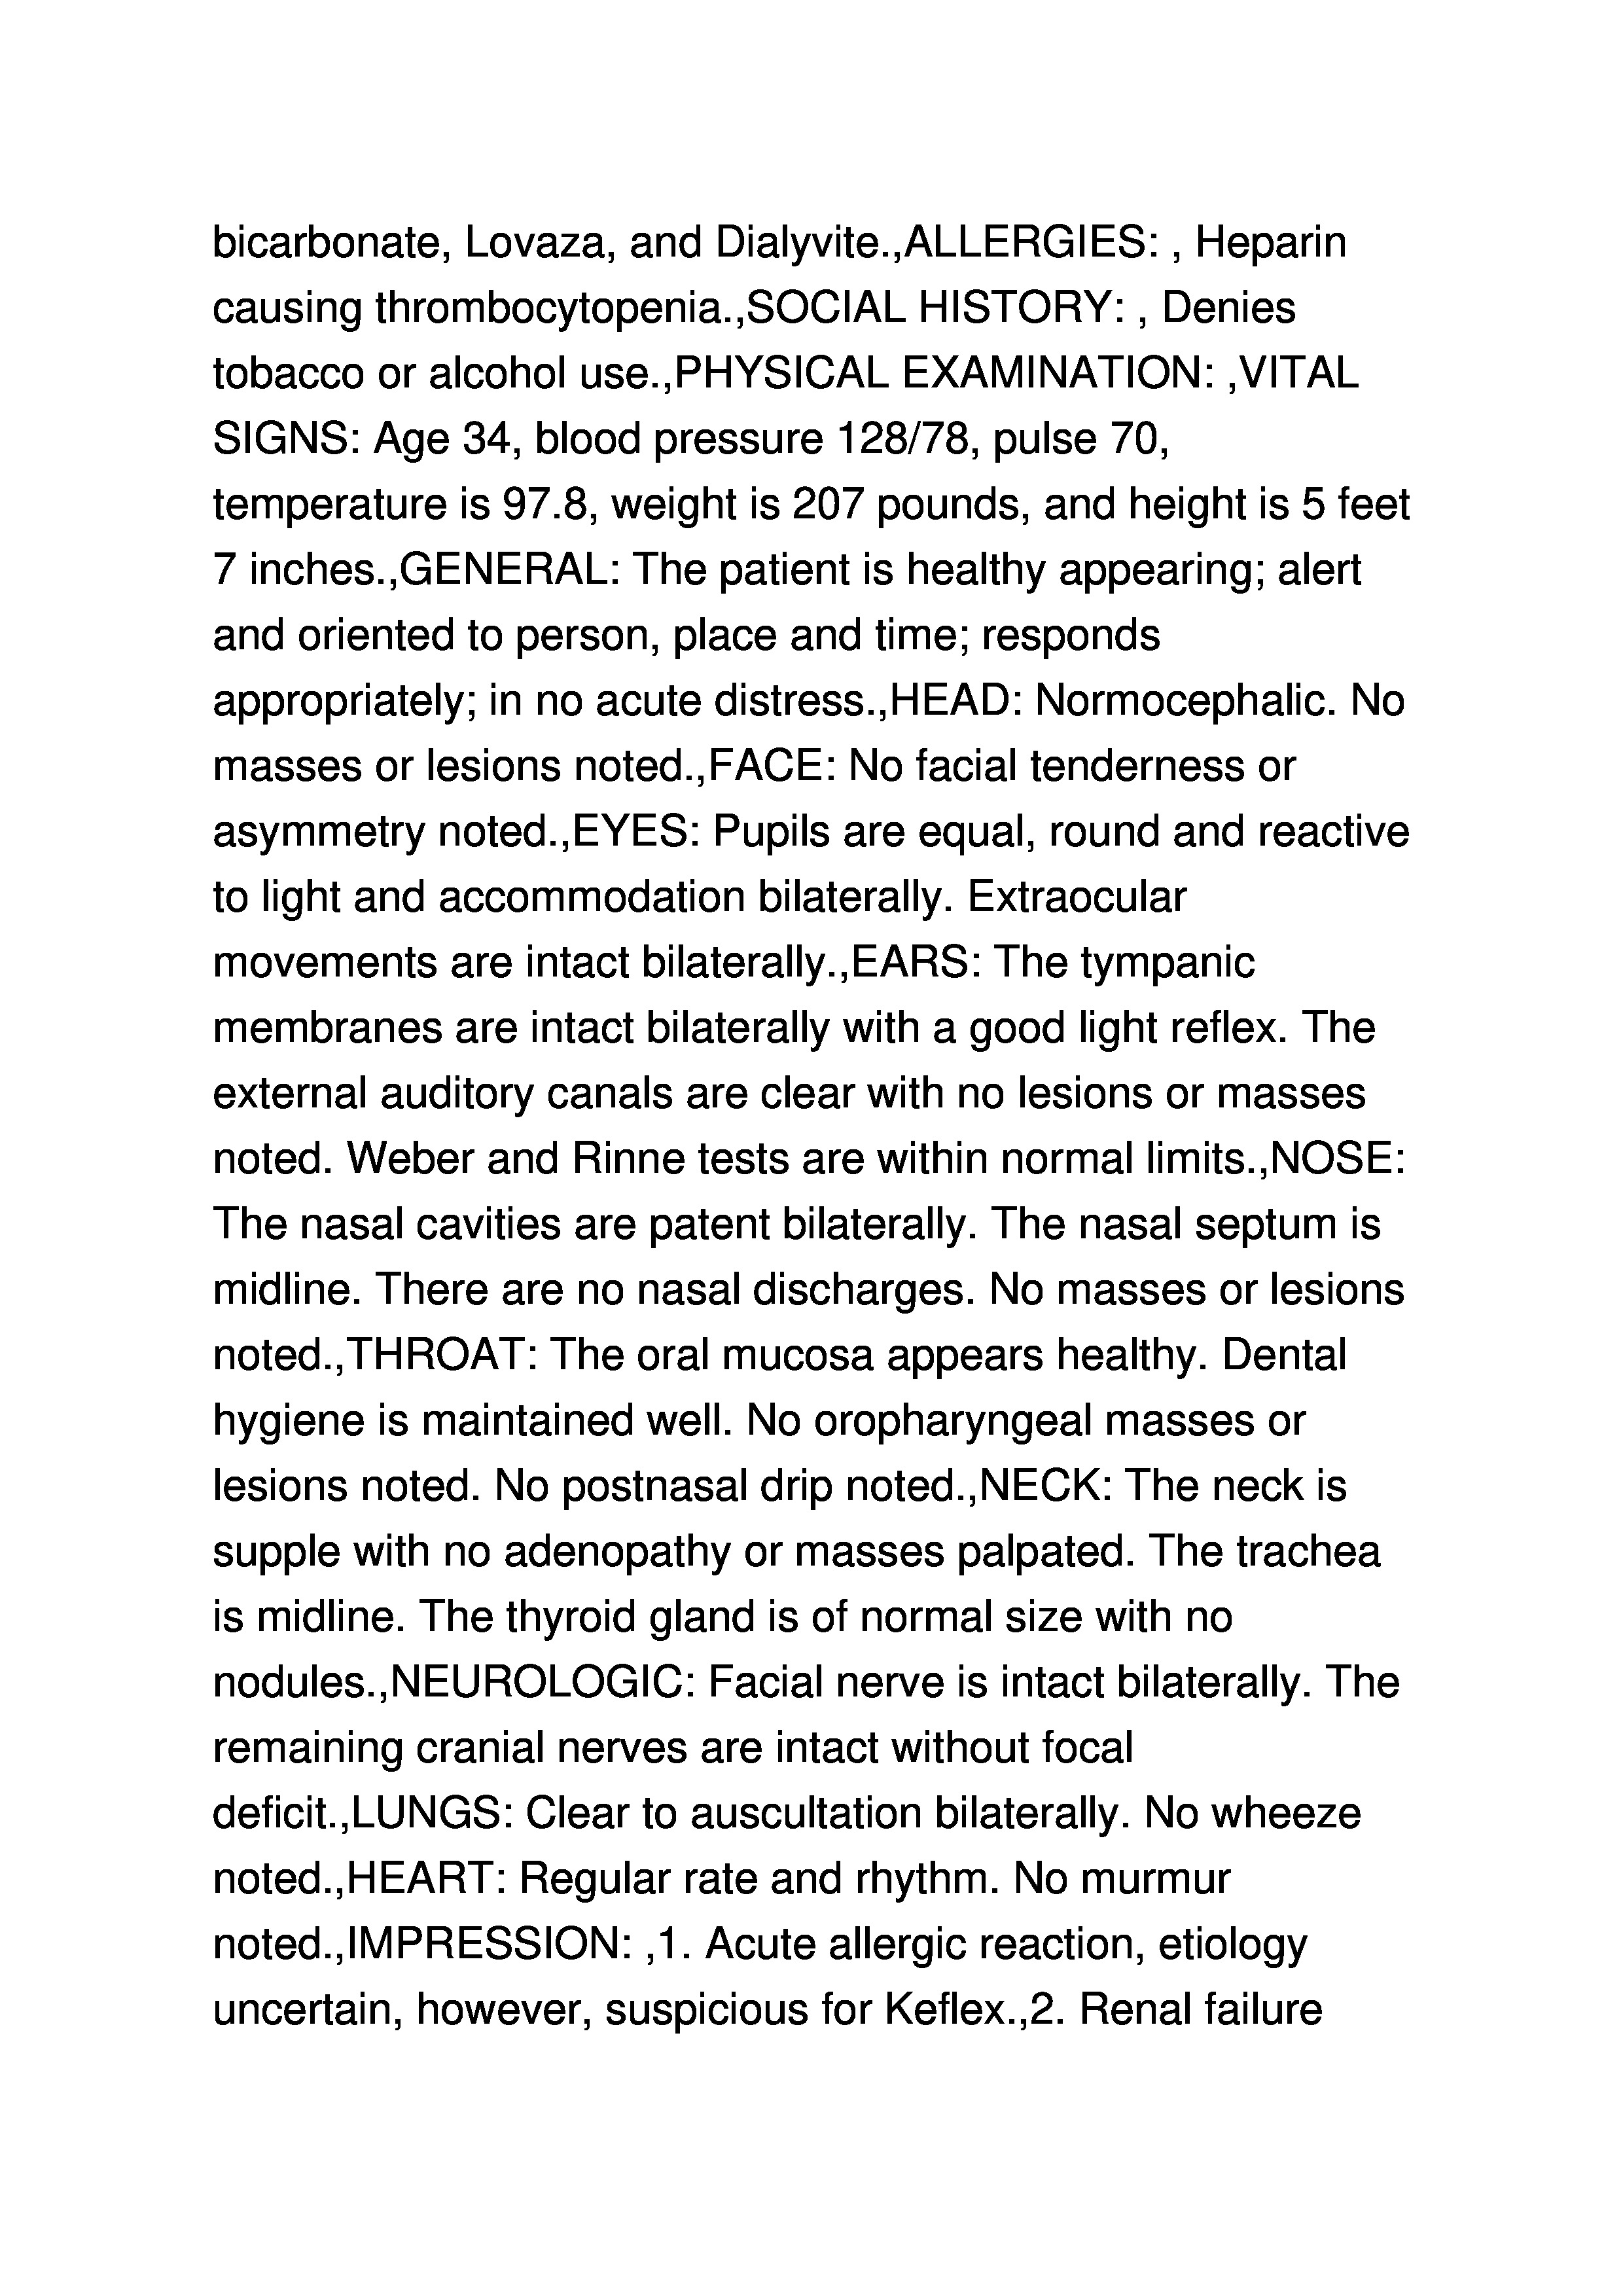 bicarbonate, Lovaza, and Dialyvite.,ALLERGIES: , Heparin
causing thrombocytopenia.,SOCIAL HISTORY: , Denies
tobacco or alcohol use.,PHYSICAL EXAMINATION: ,VITAL
SIGNS: Age 34, blood pressure 128/78, pulse 70,
temperature is 97.8, weight is 207 pounds, and height is 5 feet
7 inches.,GENERAL: The patient is healthy appearing; alert
and oriented to person, place and time; responds
appropriately; in no acute distress.,HEAD: Normocephalic. No
masses or lesions noted.,FACE: No facial tenderness or
asymmetry noted.,EYES: Pupils are equal, round and reactive
to light and accommodation bilaterally. Extraocular
movements are intact bilaterally.,EARS: The tympanic
membranes are intact bilaterally with a good light reflex. The
external auditory canals are clear with no lesions or masses
noted. Weber and Rinne tests are within normal limits.,NOSE:
The nasal cavities are patent bilaterally. The nasal septum is
midline. There are no nasal discharges. No masses or lesions
noted.,THROAT: The oral mucosa appears healthy. Dental
hygiene is maintained well. No oropharyngeal masses or
lesions noted. No postnasal drip noted.,NECK: The neck is
supple with no adenopathy or masses palpated. The trachea
is midline. The thyroid gland is of normal size with no
nodules.,NEUROLOGIC: Facial nerve is intact bilaterally. The
remaining cranial nerves are intact without focal
deficit.,LUNGS: Clear to auscultation bilaterally. No wheeze
noted.,HEART: Regular rate and rhythm. No murmur
noted.,IMPRESSION: ,1. Acute allergic reaction, etiology
uncertain, however, suspicious for Keflex.,2. Renal failure